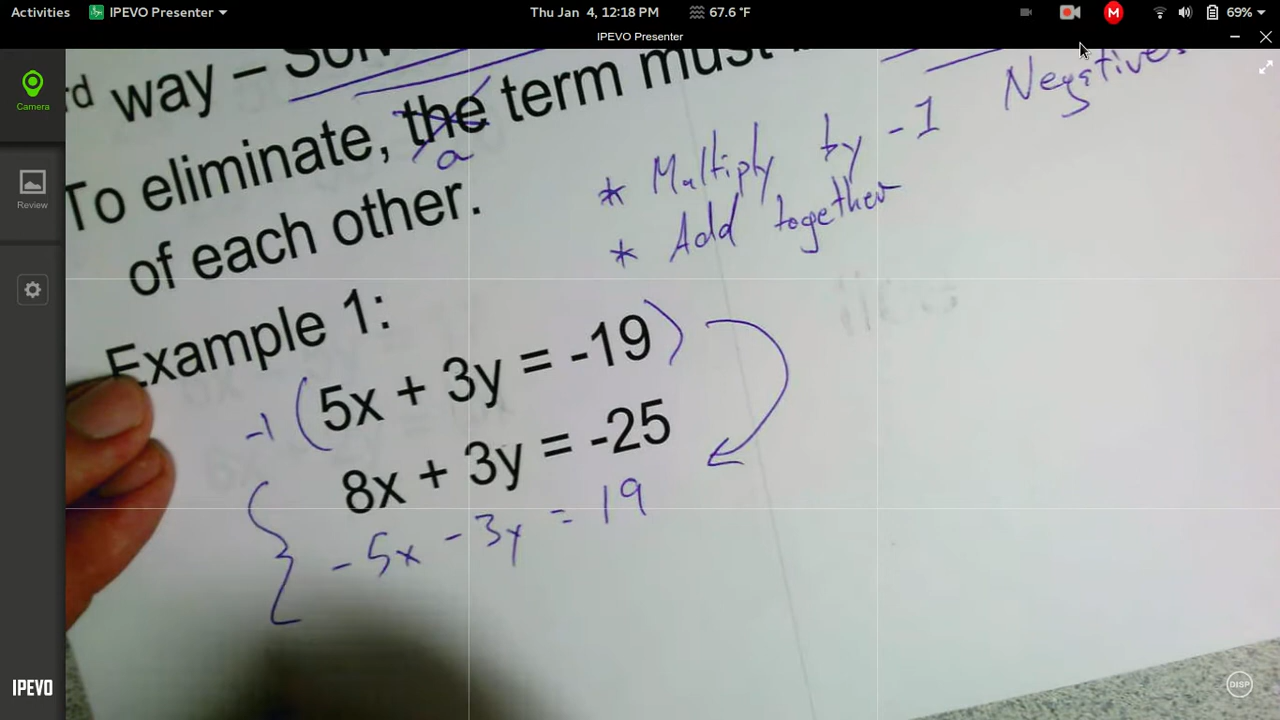 Activities IPEVO Presenter Thu Jan 4, 12:18 PM 67.6 °F M 69%
IPEVO Presenter
Camera
Review
IPEVO
DISP
rd way –
To eliminate, the term must
a
of each other.
Negatives
* Multiply by -1
* Add together
Example 1:
-1 (5x + 3y = -19)
8x + 3y = -25
-5x - 3y = 19